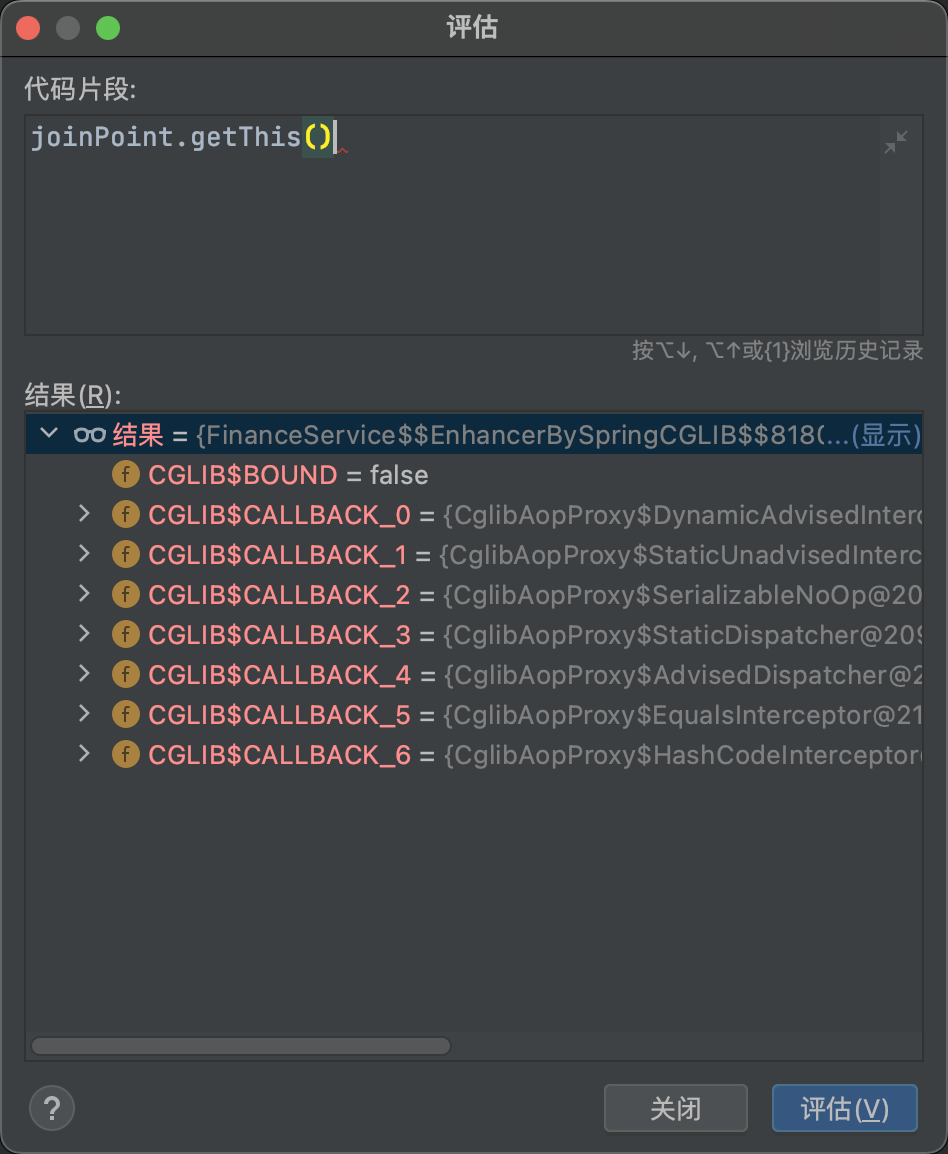 评估
代码片段:
joinPoint.getThis()
按⌥↓, ⌥↑或{1}浏览历史记录
结果(R):
结果 = {FinanceService$$EnhancerBySpringCGLIB$$818(...(显示)
f CGLIB$BOUND = false
f CGLIB$CALLBACK_0 = {CglibAopProxy$DynamicAdvisedInterc
f CGLIB$CALLBACK_1 = {CglibAopProxy$StaticUnadvisedInterc
f CGLIB$CALLBACK_2 = {CglibAopProxy$SerializableNoOp@20
f CGLIB$CALLBACK_3 = {CglibAopProxy$StaticDispatcher@209
f CGLIB$CALLBACK_4 = {CglibAopProxy$AdvisedDispatcher@2
f CGLIB$CALLBACK_5 = {CglibAopProxy$EqualsInterceptor@21
f CGLIB$CALLBACK_6 = {CglibAopProxy$HashCodeInterceptor
? 关闭 评估(V)